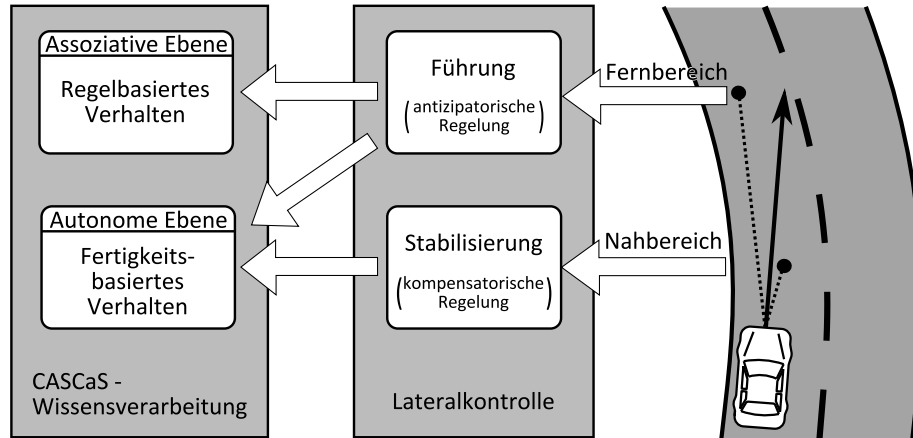 Assoziative Ebene
Regelbasiertes
Verhalten
Autonome Ebene
Fertigkeits-
basiertes
Verhalten
CASCaS -
Wissensverarbeitung
Führung
(antizipatorische
Regelung)
Stabilisierung
(kompensatorische
Regelung)
Lateralkontrolle
Fernbereich
Nahbereich